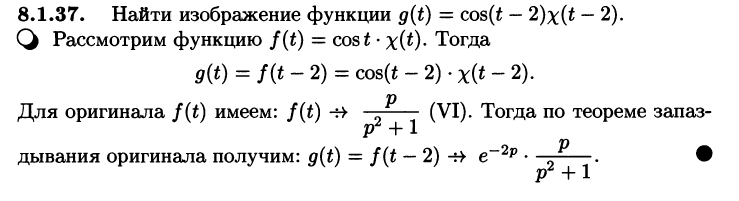 8.1.37. Найти изображение функции g(t) = cos(t − 2)χ(t − 2).
Рассмотрим функцию f(t) = cos t · χ(t). Тогда
g(t) = f(t − 2) = cos(t − 2) · χ(t − 2).
Для оригинала f(t) имеем: f(t) ⇥ p/(p² + 1) (VI). Тогда по теореме запаз-
дывания оригинала получим: g(t) = f(t − 2) ⇥ e^{−2p} · p/(p² + 1).